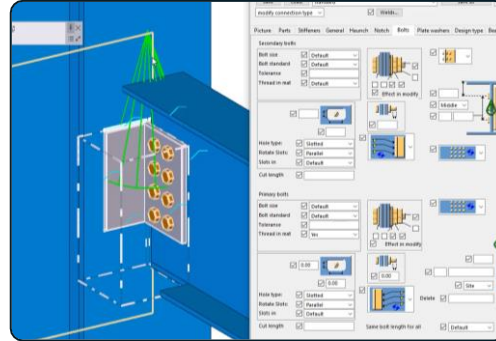 modify connection type
Welds...
Picture Parts Stiffeners General Haunch Notch Bolts Plate washers Design type
Secondary bolts
Bolt size Default
Bolt standard Default
Tolerance
Thread in mat Default
Effect in modify
Middle
Hole type: Slotted
Rotate Slots: Parallel
Slots in Default
Cut length
Primary bolts
Bolt size Default
Bolt standard Default
Tolerance
Thread in mat Yes
Effect in modify
0.00
0.00
0.00
Hole type: Slotted
Rotate Slots: Parallel
Slots in Default
Site
Delete
Cut length
Same bolt length for all
Default